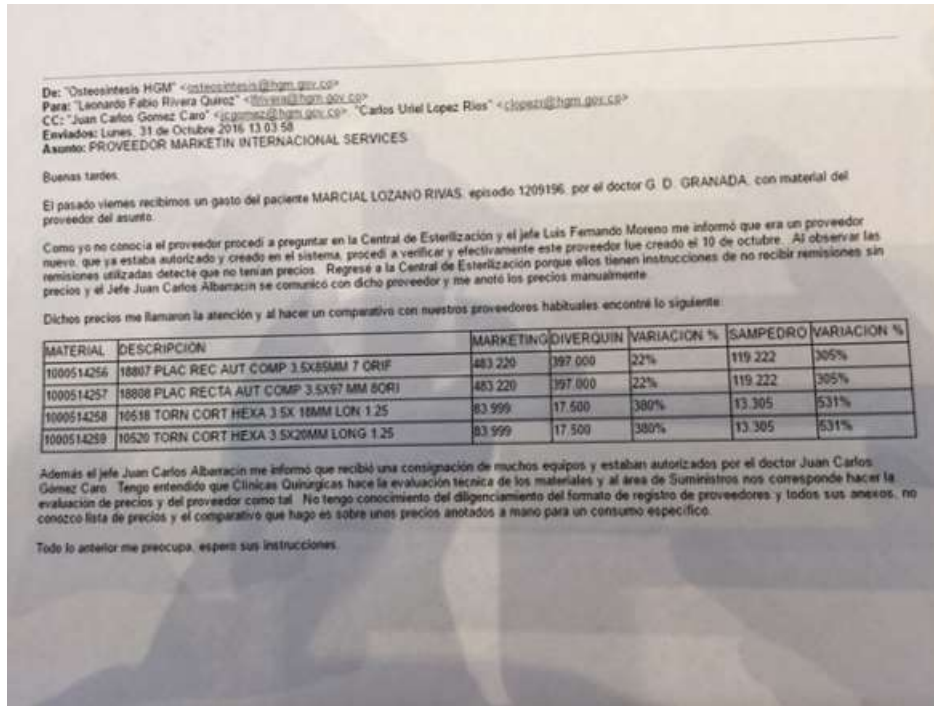 De: "Osteosintesis HGM" <osteosintesis@hgm.gov.co>
Para: "Leonardo Fabio Rivera Quiroz" <lfrivera@hgm.gov.co>
CC: "Juan Carlos Gomez Caro" <jcgomez@hgm.gov.co>, "Carlos Uriel Lopez Rios" <clopezr@hgm.gov.co>
Enviados: Lunes, 31 de Octubre 2016 13:03:58
Asunto: PROVEEDOR MARKETIN INTERNACIONAL SERVICES
Buenas tardes,
El pasado viernes recibimos un gasto del paciente MARCIAL LOZANO RIVAS, episodio 1209196, por el doctor G. D. GRANADA, con material del
proveedor del asunto.
Como yo no conocía el proveedor procedí a preguntar en la Central de Esterilización y el jefe Luis Fernando Moreno me informó que era un proveedor
nuevo, que ya estaba autorizado y creado en el sistema, procedí a verificar y efectivamente este proveedor fue creado el 10 de octubre. Al observar las
remisiones utilizadas detecté que no tenían precios. Regresé a la Central de Esterilización porque ellos tienen instrucciones de no recibir remisiones sin
precios y el Jefe Juan Carlos Albarracin se comunicó con dicho proveedor y me anotó los precios manualmente.
Dichos precios me llamaron la atención y al hacer un comparativo con nuestros proveedores habituales encontré lo siguiente:
MATERIAL DESCRIPCIÓN MARKETING DIVERQUIN VARIACION % SAMPEDRO VARIACION %
1000514256 18807 PLAC REC AUT COMP 3.5X85MM 7 ORIF 483.220 397.000 22% 119.222 305%
1000514257 18808 PLAC RECTA AUT COMP 3.5X97 MM 8ORI 483.220 397.000 22% 119.222 305%
1000514258 10518 TORN CORT HEXA 3.5X 18MM LON 1.25 83.999 17.500 380% 13.305 531%
1000514259 10520 TORN CORT HEXA 3.5X20MM LONG 1.25 83.999 17.500 380% 13.305 531%
Además el jefe Juan Carlos Albarracin me informó que recibió una consignación de muchos equipos y estaban autorizados por el doctor Juan Carlos
Gómez Caro. Tengo entendido que Clínicas Quirúrgicas hace la evaluación técnica de los materiales y al área de Suministros nos corresponde hacer la
evaluación de precios y del proveedor como tal. No tengo conocimiento del diligenciamiento del formato de registro de proveedores y todos sus anexos, no
conozco lista de precios y el comparativo que hago es sobre unos precios anotados a mano para un consumo específico.
Todo lo anterior me preocupa, espero sus instrucciones.